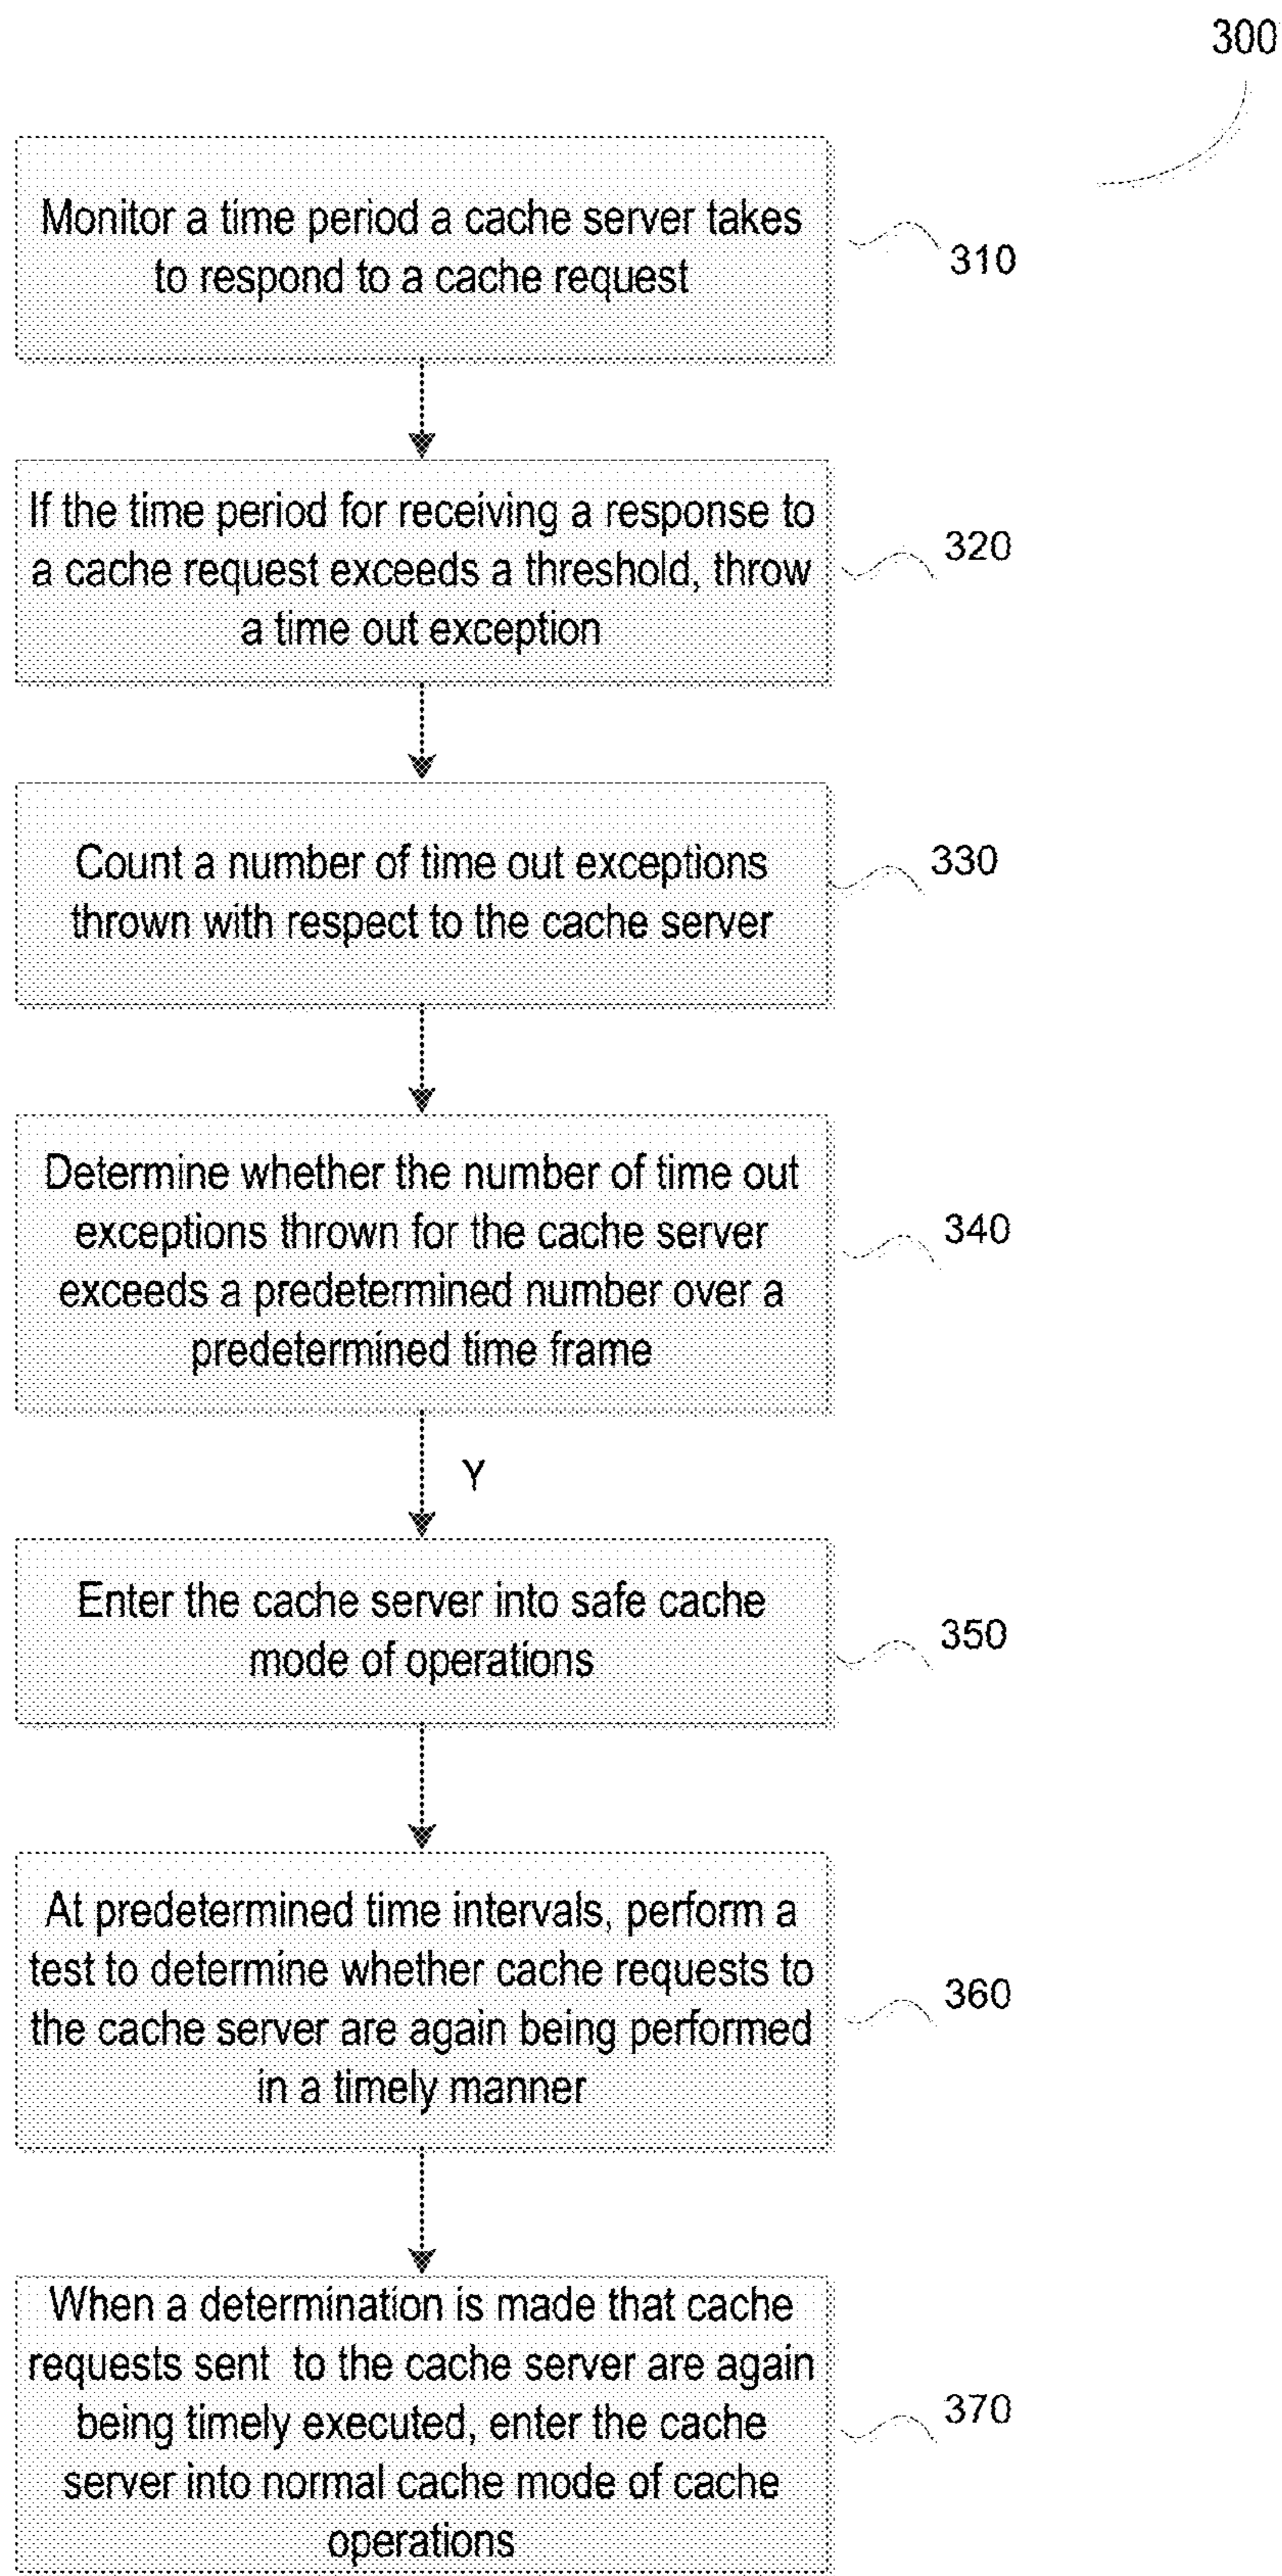 300
Monitor a time period a cache server takes
to respond to a cache request
310
If the time period for receiving a response to
a cache request exceeds a threshold, throw
a time out exception
320
Count a number of time out exceptions
thrown with respect to the cache server
330
Determine whether the number of time out
exceptions thrown for the cache server
exceeds a predetermined number over a
predetermined time frame
340
Y
Enter the cache server into safe cache
mode of operations
350
At predetermined time intervals, perform a
test to determine whether cache requests to
the cache server are again being performed
in a timely manner
360
When a determination is made that cache
requests sent to the cache server are again
being timely executed, enter the cache
server into normal cache mode of cache
operations
370